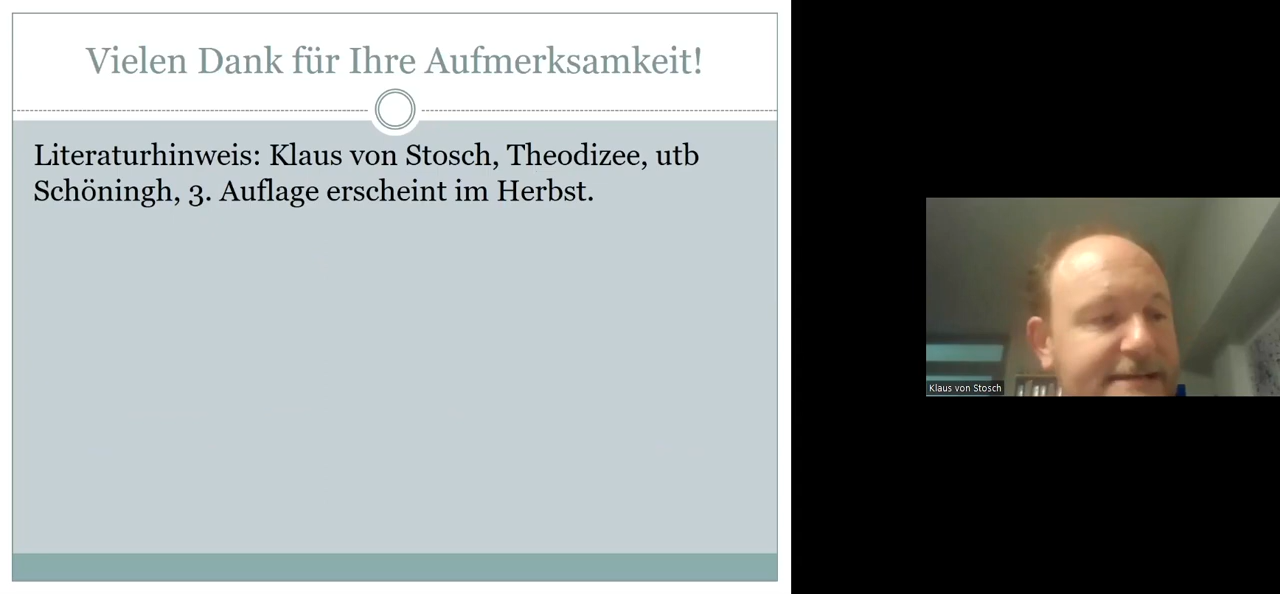 Vielen Dank für Ihre Aufmerksamkeit!
Literaturhinweis: Klaus von Stosch, Theodizee, utb
Schöningh, 3. Auflage erscheint im Herbst.
Klaus von Stosch